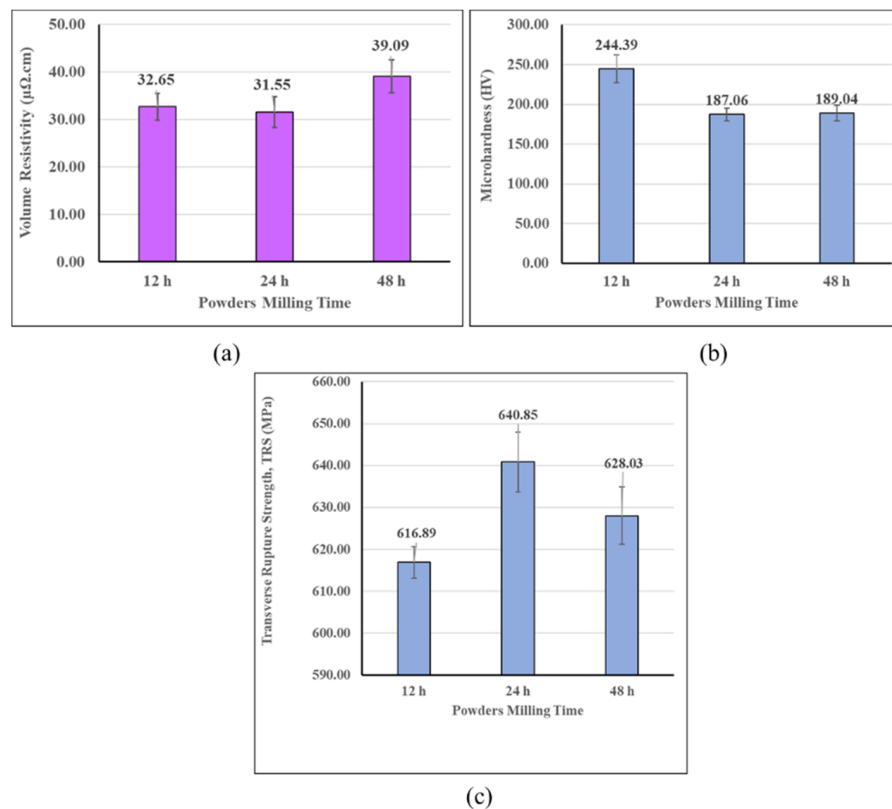 50.00
40.00
30.00
20.00
10.00
0.00
Volume Resistivity (µΩ.cm)
32.65
31.55
39.09
12 h
24 h
48 h
Powders Milling Time
(a)
300.00
250.00
200.00
150.00
100.00
50.00
0.00
Microhardness (HV)
244.39
187.06
189.04
12 h
24 h
48 h
Powders Milling Time
(b)
660.00
650.00
640.00
630.00
620.00
610.00
600.00
590.00
Transverse Rupture Strength, TRS (MPa)
616.89
640.85
628.03
12 h
24 h
48 h
Powders Milling Time
(c)